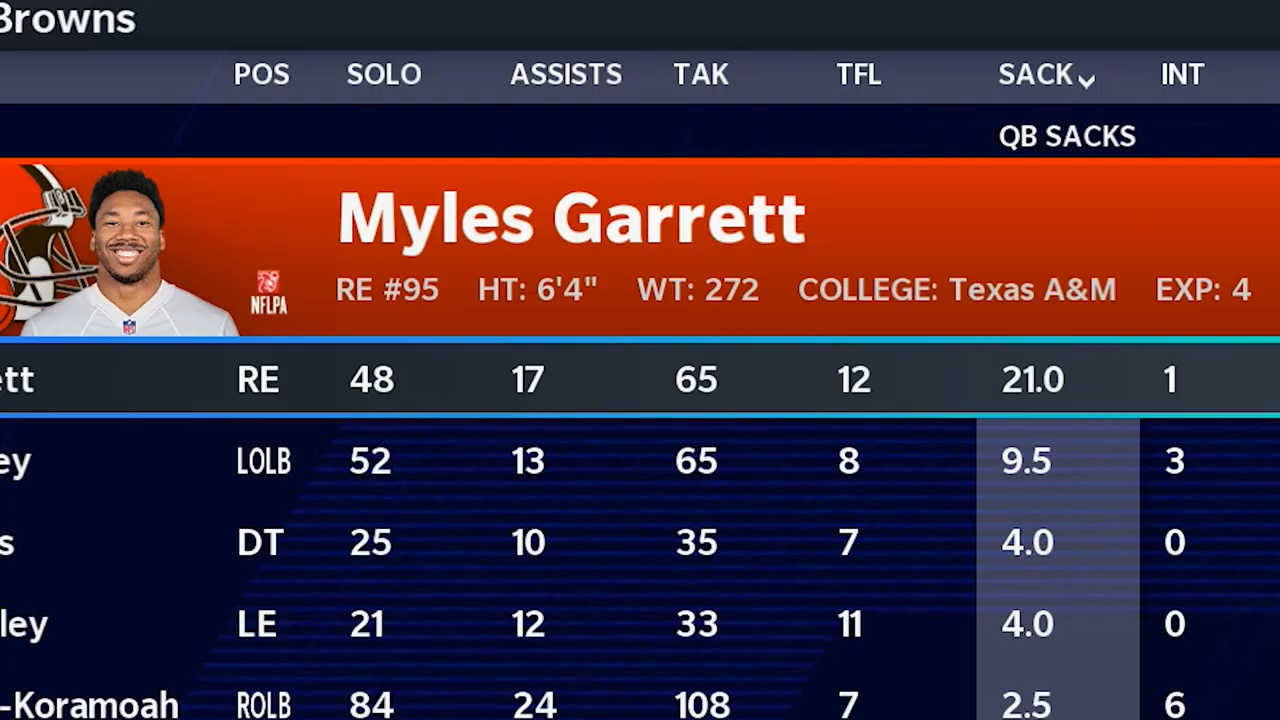 Browns
POS SOLO ASSISTS TAK TFL SACK INT
QB SACKS
Myles Garrett
NFLPA RE #95 HT: 6'4" WT: 272 COLLEGE: Texas A&M EXP: 4
ett RE 48 17 65 12 21.0 1
ey LOLB 52 13 65 8 9.5 3
s DT 25 10 35 7 4.0 0
ley LE 21 12 33 11 4.0 0
-Koramoah ROLB 84 24 108 7 2.5 6